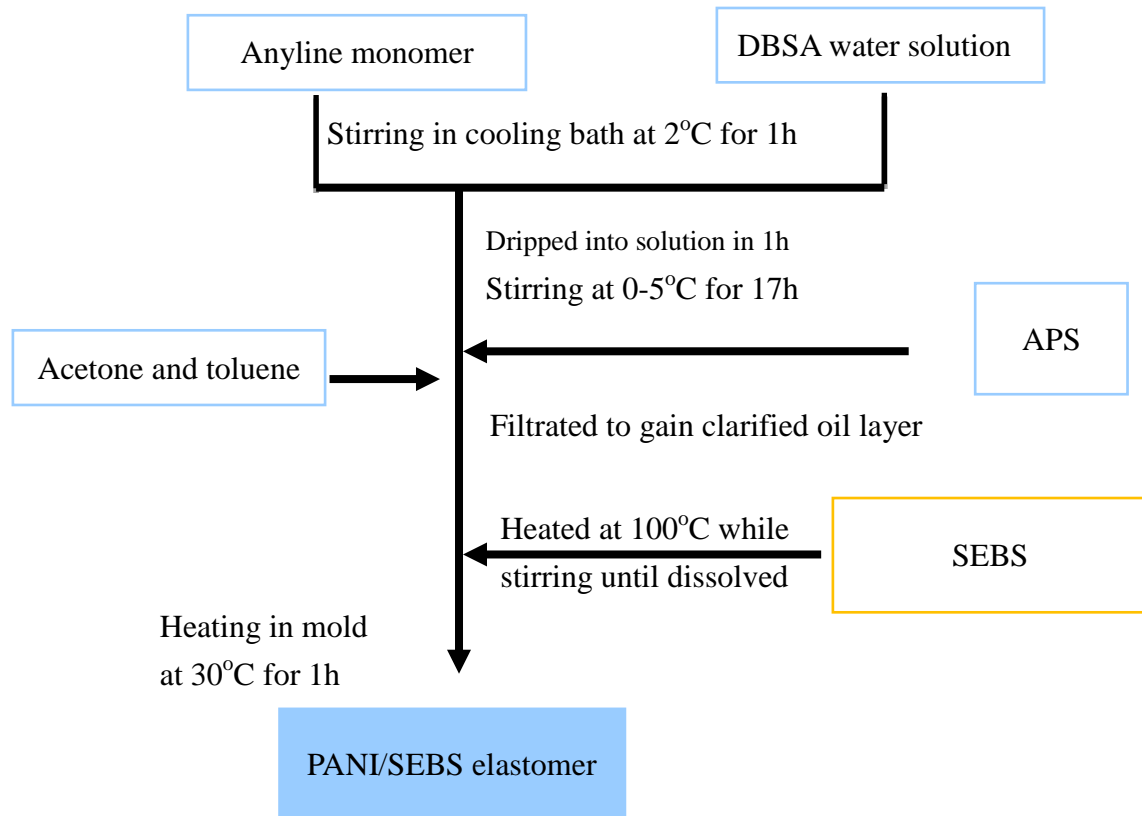 Anyline monomer
DBSA water solution
Stirring in cooling bath at 2°C for 1h
Dripped into solution in 1h
Stirring at 0-5°C for 17h
APS
Acetone and toluene
Filtrated to gain clarified oil layer
Heated at 100°C while
stirring until dissolved
SEBS
Heating in mold
at 30°C for 1h
PANI/SEBS elastomer